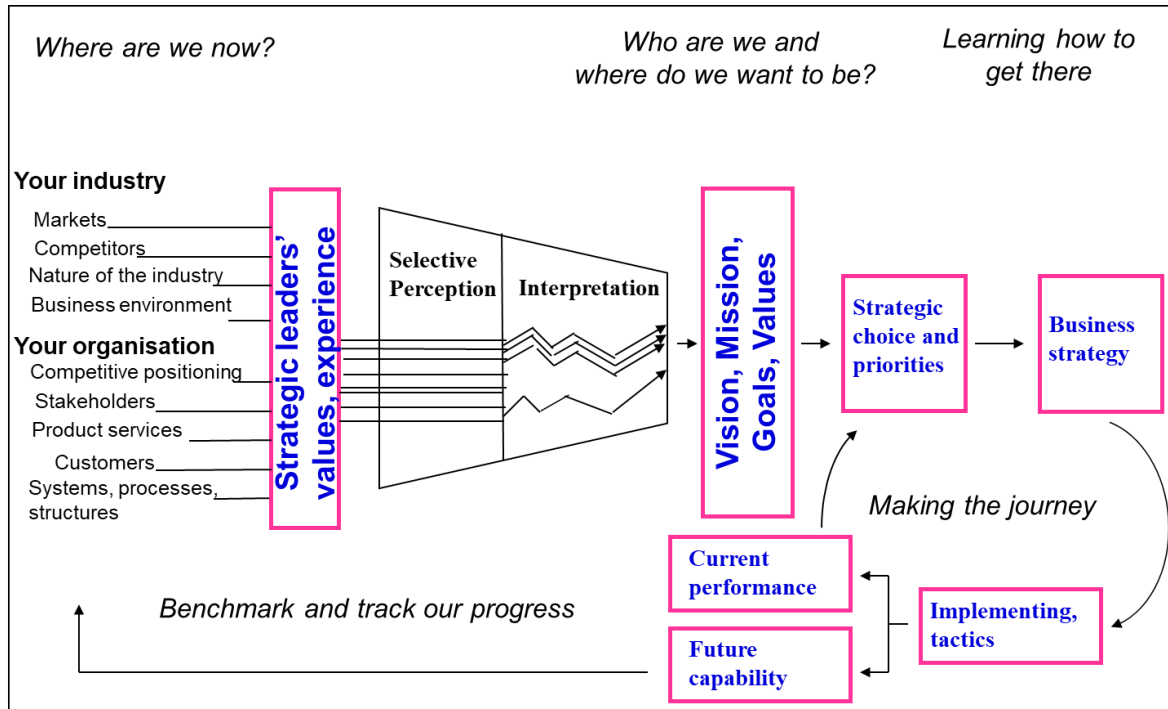 Where are we now?
Who are we and
where do we want to be?
Learning how to
get there
Your industry
Markets
Competitors
Nature of the industry
Business environment
Your organisation
Competitive positioning
Stakeholders
Product services
Customers
Systems, processes,
structures
Strategic leaders'
values, experience
Selective
Perception
Interpretation
Vision, Mission,
Goals, Values
Strategic
choice and
priorities
Business
strategy
Making the journey
Current
performance
Implementing,
tactics
Future
capability
Benchmark and track our progress